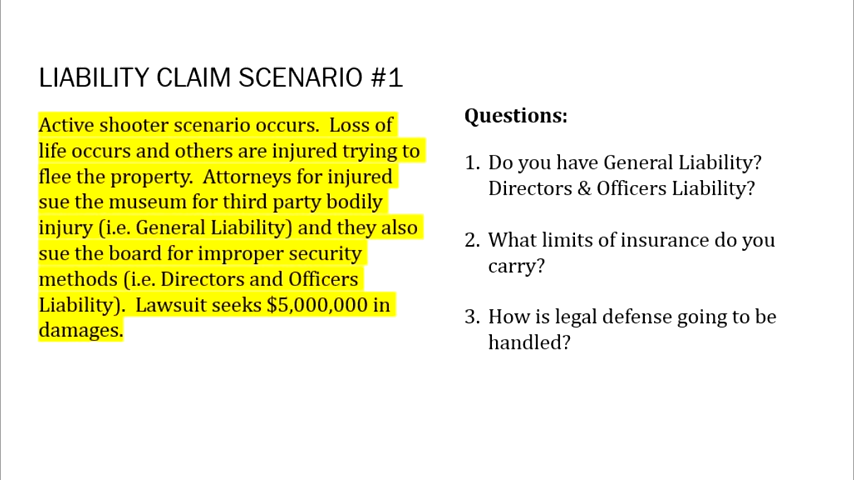 LIABILITY CLAIM SCENARIO #1
Active shooter scenario occurs.  Loss of
life occurs and others are injured trying to
flee the property.  Attorneys for injured
sue the museum for third party bodily
injury (i.e. General Liability) and they also
sue the board for improper security
methods (i.e. Directors and Officers
Liability).  Lawsuit seeks $5,000,000 in
damages.
Questions:
1. Do you have General Liability?
Directors & Officers Liability?
2. What limits of insurance do you
carry?
3. How is legal defense going to be
handled?